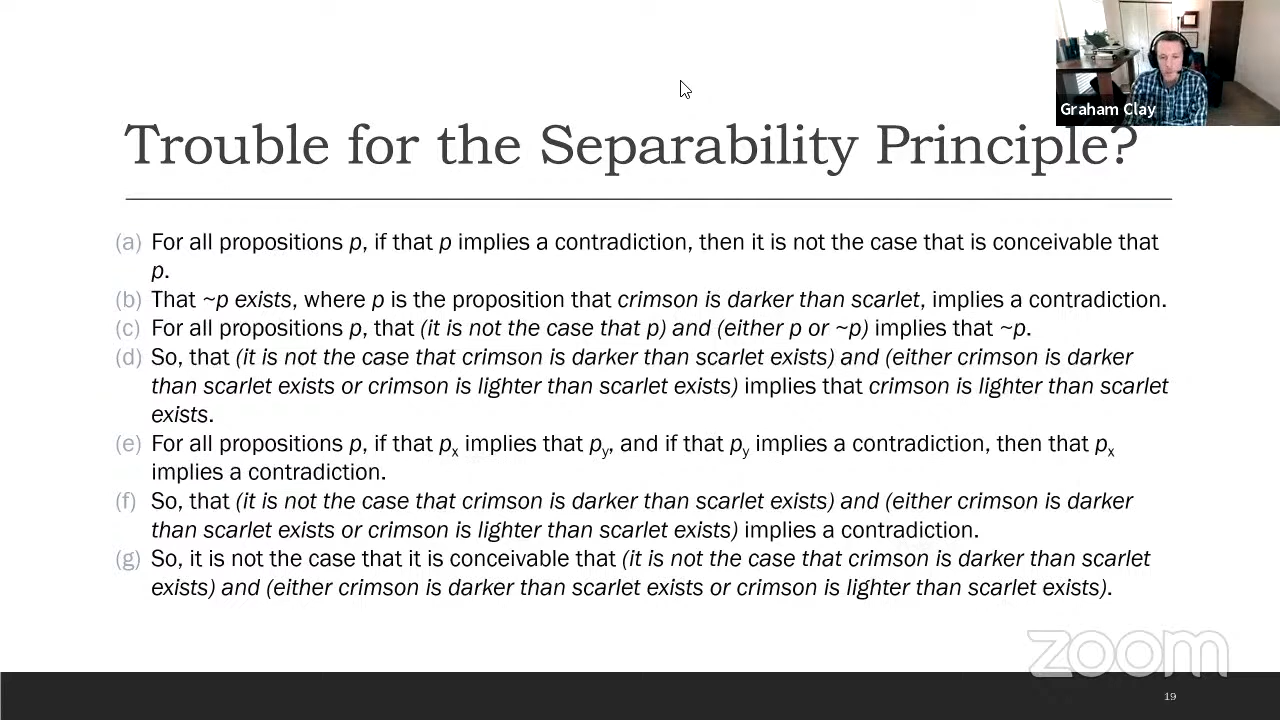 Graham Clay
Trouble for the Separability Principle?
(a) For all propositions p, if that p implies a contradiction, then it is not the case that is conceivable that
p.
(b) That ~p exists, where p is the proposition that crimson is darker than scarlet, implies a contradiction.
(c) For all propositions p, that (it is not the case that p) and (either p or ~p) implies that ~p.
(d) So, that (it is not the case that crimson is darker than scarlet exists) and (either crimson is darker
than scarlet exists or crimson is lighter than scarlet exists) implies that crimson is lighter than scarlet
exists.
(e) For all propositions p, if that pₓ implies that pᵧ, and if that pᵧ implies a contradiction, then that pₓ
implies a contradiction.
(f) So, that (it is not the case that crimson is darker than scarlet exists) and (either crimson is darker
than scarlet exists or crimson is lighter than scarlet exists) implies a contradiction.
(g) So, it is not the case that it is conceivable that (it is not the case that crimson is darker than scarlet
exists) and (either crimson is darker than scarlet exists or crimson is lighter than scarlet exists).
zoom
19